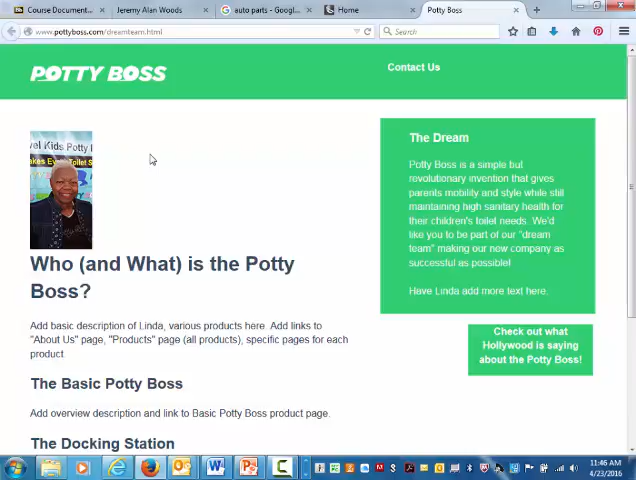 Course Document...
Jeremy Alan Woods
auto parts - Googl...
Home
Potty Boss
www.pottyboss.com/dreamteam.html
Search
POTTY BOSS
Contact Us
vel Kids Potty
akes Ev Toilet S
Who (and What) is the Potty
Boss?
Add basic description of Linda, various products here. Add links to
"About Us" page, "Products" page (all products), specific pages for each
product.
The Basic Potty Boss
Add overview description and link to Basic Potty Boss product page.
The Docking Station
The Dream
Potty Boss is a simple but
revolutionary invention that gives
parents mobility and style while still
maintaining high sanitary health for
their children's toilet needs. We'd
like you to be part of our "dream
team" making our new company as
successful as possible!
Have Linda add more text here.
Check out what
Hollywood is saying
about the Potty Boss!
11:46 AM
4/23/2016